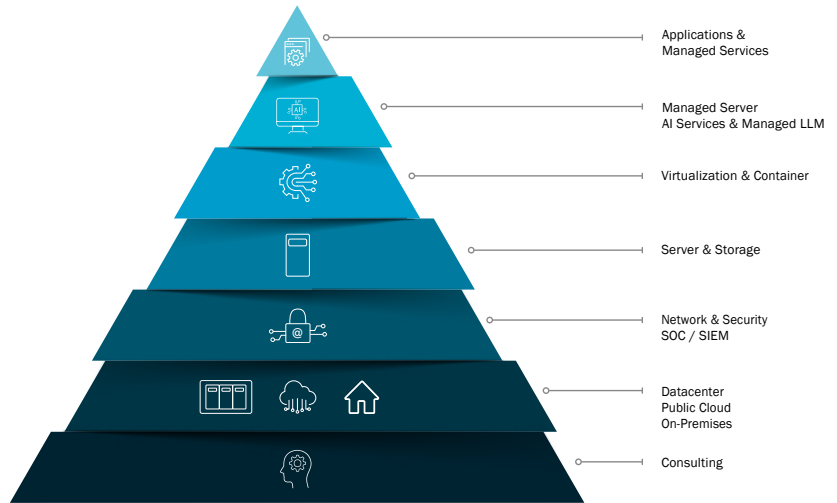 Applications &
Managed Services
AI
Managed Server
AI Services & Managed LLM
Virtualization & Container
Server & Storage
@
Network & Security
SOC / SIEM
Datacenter
Public Cloud
On-Premises
Consulting